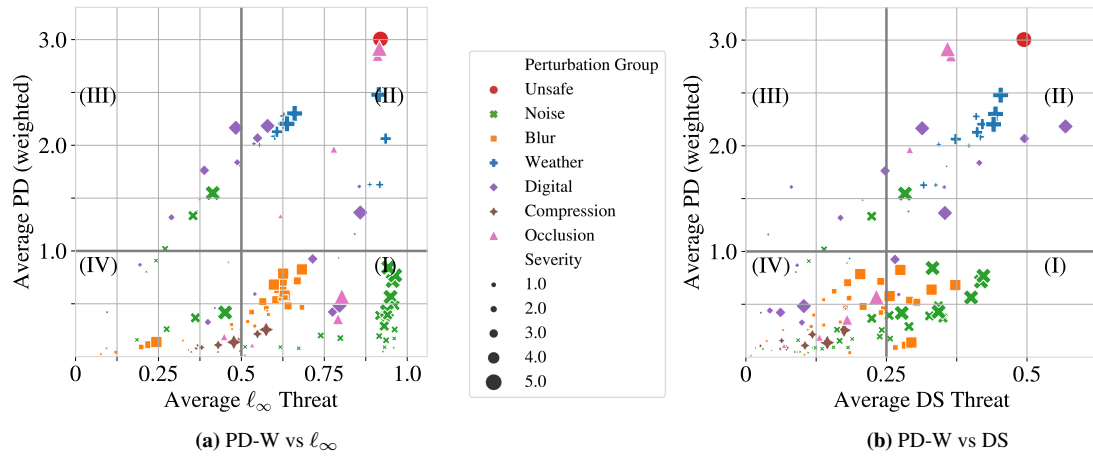 3.0
2.0
1.0
Average PD (weighted)
(III)
(II)
(IV)
(I)
0
0.25
0.5
0.75
1.0
Average ℓ∞ Threat
(a) PD-W vs ℓ∞
Perturbation Group
Unsafe
Noise
Blur
Weather
Digital
Compression
Occlusion
Severity
1.0
2.0
3.0
4.0
5.0
3.0
2.0
1.0
Average PD (weighted)
(III)
(II)
(IV)
(I)
0
0.25
0.5
Average DS Threat
(b) PD-W vs DS